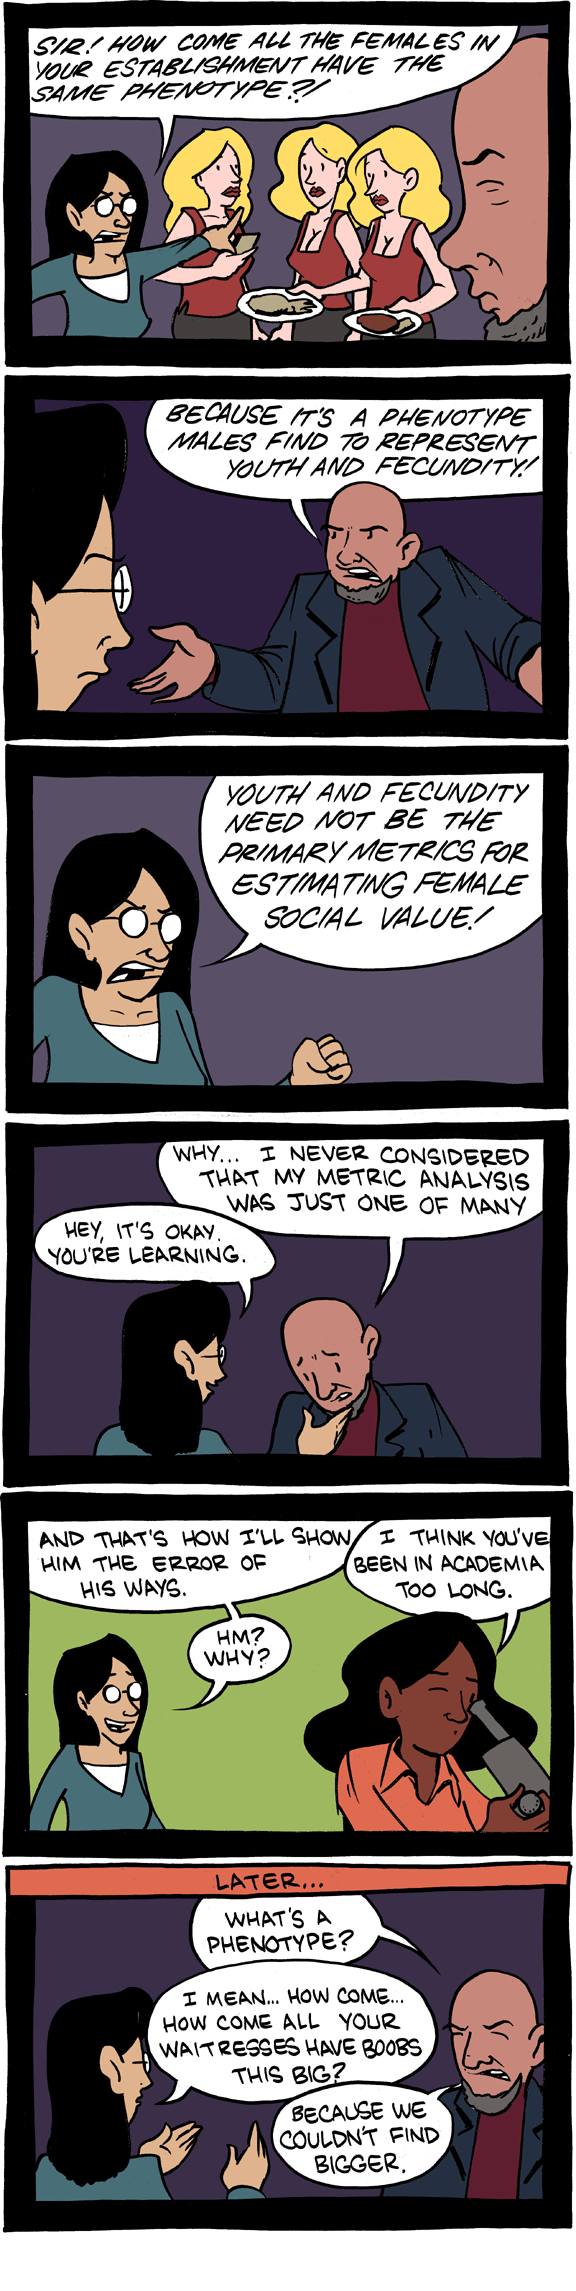 SIR! HOW COME ALL THE FEMALES IN
YOUR ESTABLISHMENT HAVE THE
SAME PHENOTYPE?!
BECAUSE IT'S A PHENOTYPE
MALES FIND TO REPRESENT
YOUTH AND FECUNDITY!
YOUTH AND FECUNDITY
NEED NOT BE THE
PRIMARY METRICS FOR
ESTIMATING FEMALE
SOCIAL VALUE!
WHY... I NEVER CONSIDERED
THAT MY METRIC ANALYSIS
WAS JUST ONE OF MANY
HEY, IT'S OKAY.
YOU'RE LEARNING.
AND THAT'S HOW I'LL SHOW
HIM THE ERROR OF
HIS WAYS.
I THINK YOU'VE
BEEN IN ACADEMIA
TOO LONG.
HM?
WHY?
LATER...
WHAT'S A
PHENOTYPE?
I MEAN... HOW COME...
HOW COME ALL YOUR
WAITRESSES HAVE BOOBS
THIS BIG?
BECAUSE WE
COULDN'T FIND
BIGGER.